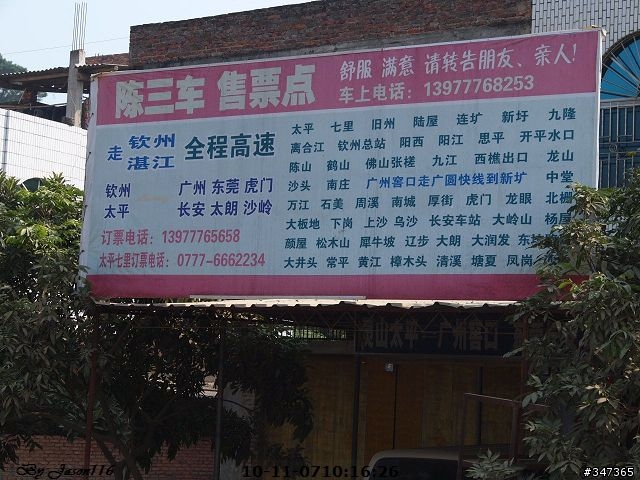 陈三车 售票点
舒服 满意 请转告朋友、亲人!
车上电话：13977768253
走 钦州 湛江 全程高速
钦州 广州 东莞 虎门
太平 长安 太朗 沙岭
订票电话：13977765658
太平七里订票电话：0777-6662234
太平 七里 旧州 陆屋 连圹 新圩 九隆
离合江 钦州总站 阳西 阳江 思平 开平水口
陈山 鹤山 佛山张槎 九江 西樵出口 龙山
沙头 南庄 广州窖口走广圆快线到新圹 中堂
万江 石美 周溪 南城 厚街 虎门 龙眼 北栅
大板地 下岗 上沙 乌沙 长安车站 大岭山 杨屋
颜屋 松木山 犀牛坡 辽步 大朗 大润发
大井头 常平 黄江 樟木头 清溪 塘夏 凤岗
灵山太平—广州窖口
By Jason116
10-11-07 10:16:26
#347365